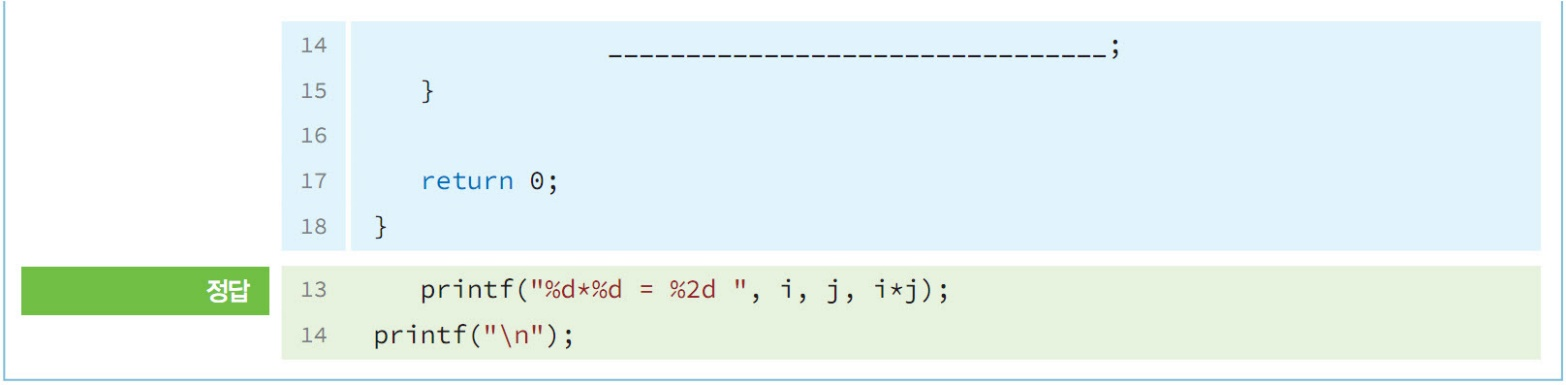 14 ________________________________;
15 }
16
17 return 0;
18 }
정답
13 printf("%d*%d = %2d ", i, j, i*j);
14 printf("\n");